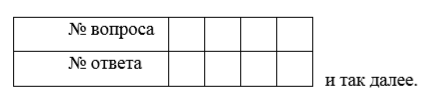 № вопроса
№ ответа
и так далее.